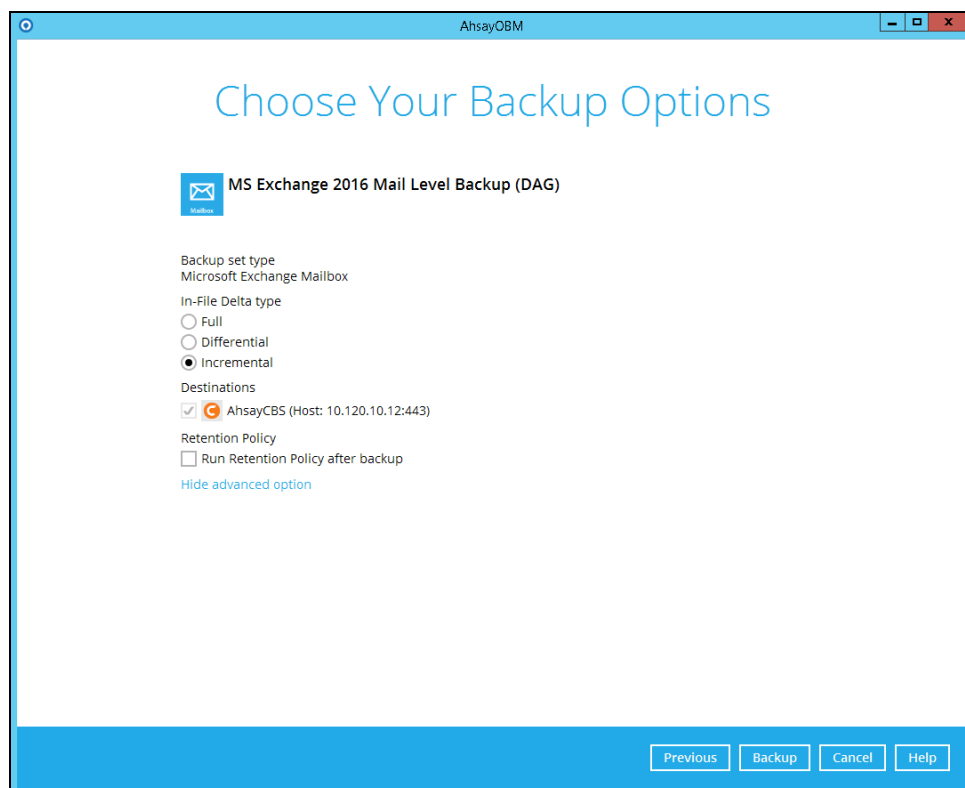 AhsayOBM
Choose Your Backup Options
MS Exchange 2016 Mail Level Backup (DAG)
Mailbox
Backup set type
Microsoft Exchange Mailbox
In-File Delta type
Full
Differential
Incremental
Destinations
C AhsayCBS (Host: 10.120.10.12:443)
Retention Policy
Run Retention Policy after backup
Hide advanced option
Previous Backup Cancel Help